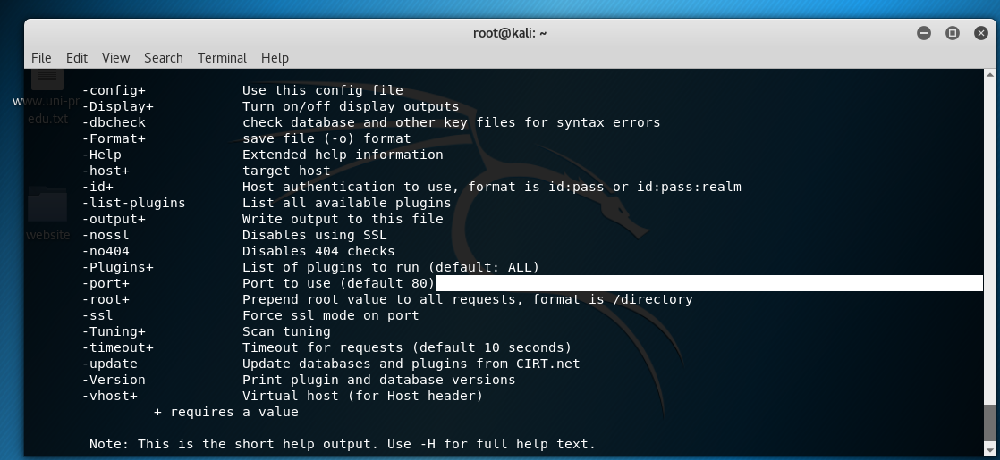 root@kali: ~
File Edit View Search Terminal Help
-config+ Use this config file
www.uni-pr
-Display+ Turn on/off display outputs
edu.txt
-dbcheck check database and other key files for syntax errors
-Format+ save file (-o) format
-Help Extended help information
-host+ target host
-id+ Host authentication to use, format is id:pass or id:pass:realm
-list-plugins List all available plugins
-output+ Write output to this file
-nossl Disables using SSL
website
-no404 Disables 404 checks
-Plugins+ List of plugins to run (default: ALL)
-port+ Port to use (default 80)
-root+ Prepend root value to all requests, format is /directory
-ssl Force ssl mode on port
-Tuning+ Scan tuning
-timeout+ Timeout for requests (default 10 seconds)
-update Update databases and plugins from CIRT.net
-Version Print plugin and database versions
-vhost+ Virtual host (for Host header)
+ requires a value
Note: This is the short help output. Use -H for full help text.